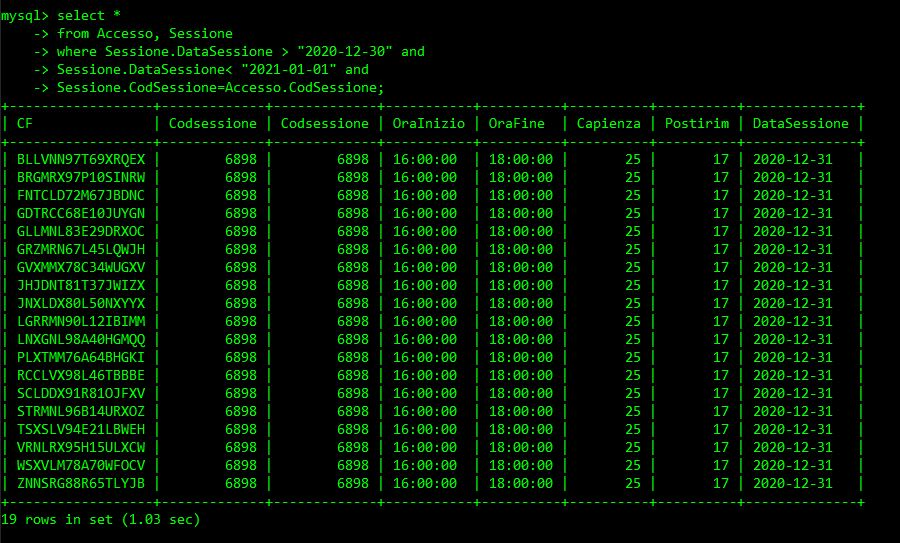 mysql> select *
    -> from Accesso, Sessione
    -> where Sessione.DataSessione > "2020-12-30" and
    -> Sessione.DataSessione< "2021-01-01" and
    -> Sessione.CodSessione=Accesso.CodSessione;
+------------------+-------------+-------------+-----------+----------+----------+----------+--------------+
| CF               | Codsessione | Codsessione | OraInizio | OraFine  | Capienza | Postirim | DataSessione |
+------------------+-------------+-------------+-----------+----------+----------+----------+--------------+
| BLLVNN97T69XRQEX |        6898 |        6898 | 16:00:00  | 18:00:00 |       25 |       17 | 2020-12-31   |
| BRGMRX97P10SINRW |        6898 |        6898 | 16:00:00  | 18:00:00 |       25 |       17 | 2020-12-31   |
| FNTCLD72M67JBDNC |        6898 |        6898 | 16:00:00  | 18:00:00 |       25 |       17 | 2020-12-31   |
| GDTRCC68E10JUYGN |        6898 |        6898 | 16:00:00  | 18:00:00 |       25 |       17 | 2020-12-31   |
| GLLMNL83E29DRXOC |        6898 |        6898 | 16:00:00  | 18:00:00 |       25 |       17 | 2020-12-31   |
| GRZMRN67L45LQWJH |        6898 |        6898 | 16:00:00  | 18:00:00 |       25 |       17 | 2020-12-31   |
| GVXMMX78C34WUGXV |        6898 |        6898 | 16:00:00  | 18:00:00 |       25 |       17 | 2020-12-31   |
| JHJDNT81T37JWIZX |        6898 |        6898 | 16:00:00  | 18:00:00 |       25 |       17 | 2020-12-31   |
| JNXLDX80L50NXYYX |        6898 |        6898 | 16:00:00  | 18:00:00 |       25 |       17 | 2020-12-31   |
| LGRRMN90L12IBIMM |        6898 |        6898 | 16:00:00  | 18:00:00 |       25 |       17 | 2020-12-31   |
| LNXGNL98A40HGMQQ |        6898 |        6898 | 16:00:00  | 18:00:00 |       25 |       17 | 2020-12-31   |
| PLXTMM76A64BHGKI |        6898 |        6898 | 16:00:00  | 18:00:00 |       25 |       17 | 2020-12-31   |
| RCCLVX98L46TBBBE |        6898 |        6898 | 16:00:00  | 18:00:00 |       25 |       17 | 2020-12-31   |
| SCLDDX91R81OJFXV |        6898 |        6898 | 16:00:00  | 18:00:00 |       25 |       17 | 2020-12-31   |
| STRMNL96B14URXOZ |        6898 |        6898 | 16:00:00  | 18:00:00 |       25 |       17 | 2020-12-31   |
| TSXSLV94E21LBWEH |        6898 |        6898 | 16:00:00  | 18:00:00 |       25 |       17 | 2020-12-31   |
| VRNLRX95H15ULXCW |        6898 |        6898 | 16:00:00  | 18:00:00 |       25 |       17 | 2020-12-31   |
| WSXVLM78A70WFOCV |        6898 |        6898 | 16:00:00  | 18:00:00 |       25 |       17 | 2020-12-31   |
| ZNNSRG88R65TLYJB |        6898 |        6898 | 16:00:00  | 18:00:00 |       25 |       17 | 2020-12-31   |
+------------------+-------------+-------------+-----------+----------+----------+----------+--------------+
19 rows in set (1.03 sec)